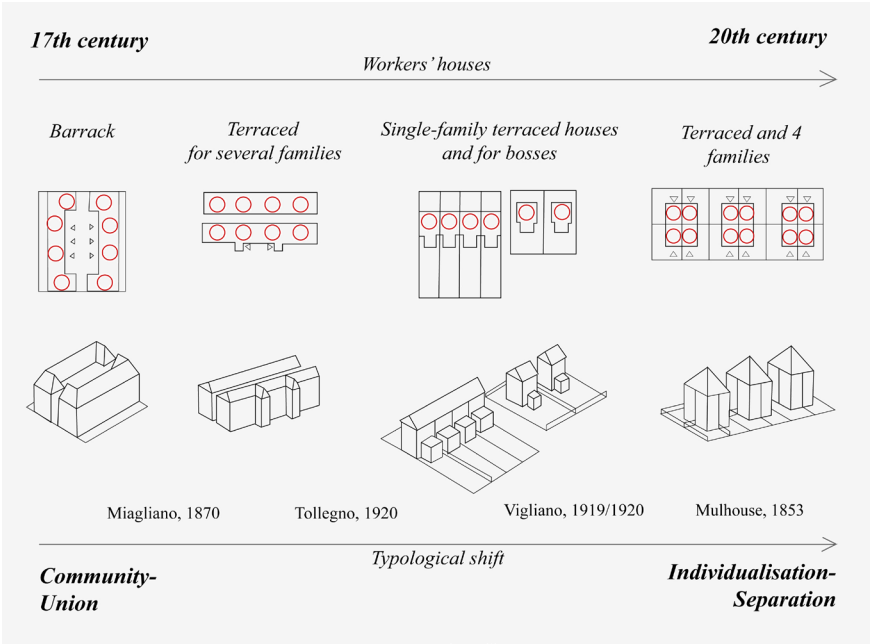 17th century
20th century
Workers' houses
Barrack
Terraced
for several families
Single-family terraced houses
and for bosses
Terraced and 4
families
Miagliano, 1870
Tollegno, 1920
Vigliano, 1919/1920
Mulhouse, 1853
Typological shift
Community-
Union
Individualisation-
Separation